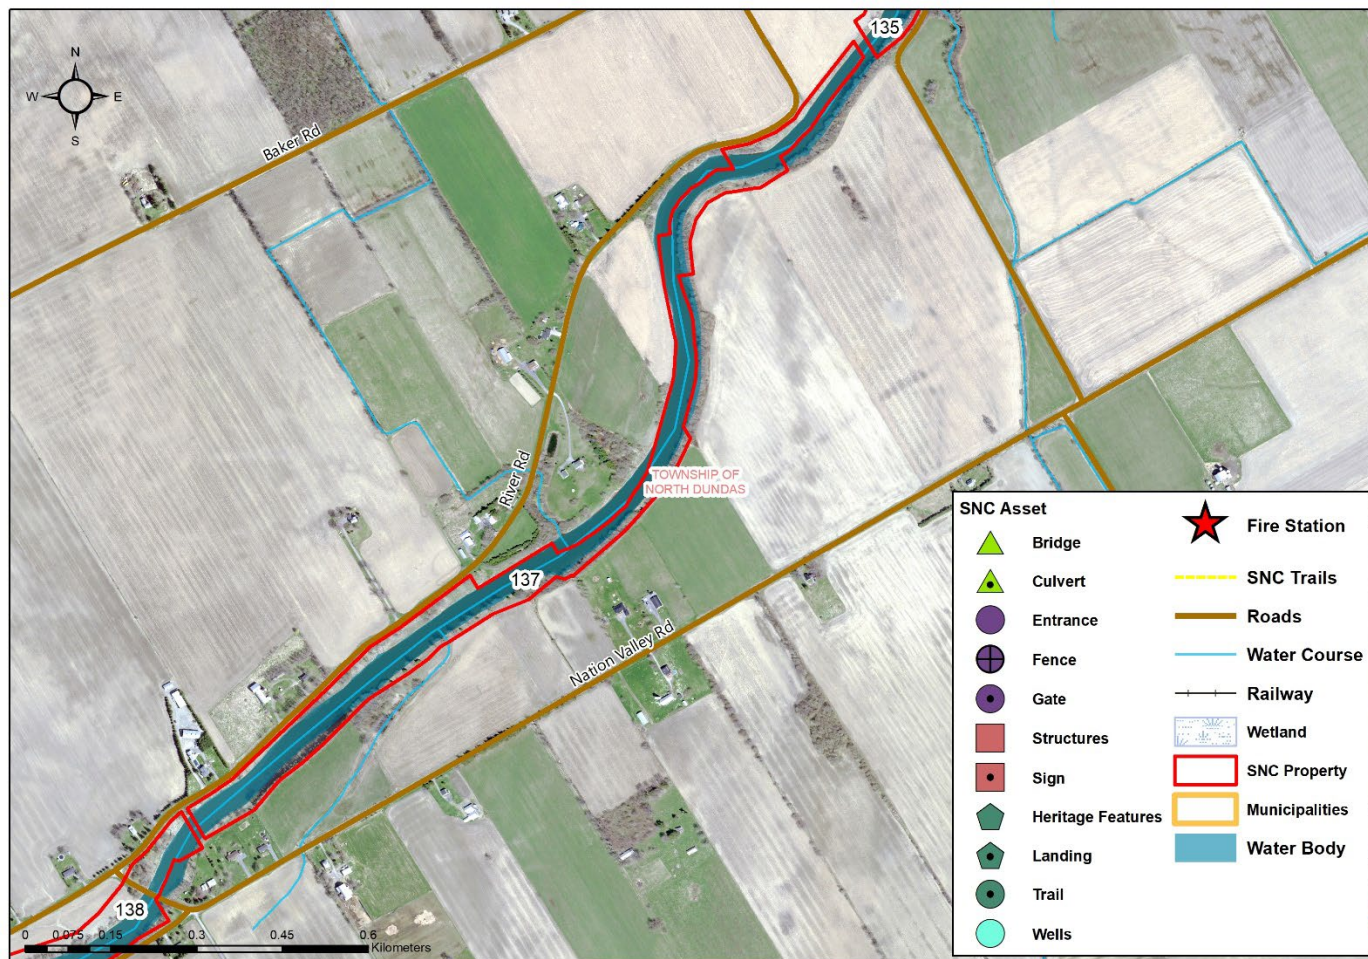 135
N
W E
S
Baker Rd
River Rd
TOWNSHIP OF
NORTH DUNDAS
137
Nation Valley Rd
138
0 0.075 0.15 0.3 0.45 0.6
Kilometers
SNC Asset
Bridge
Culvert
Entrance
Fence
Gate
Structures
Sign
Heritage Features
Landing
Trail
Wells
Fire Station
SNC Trails
Roads
Water Course
Railway
Wetland
SNC Property
Municipalities
Water Body